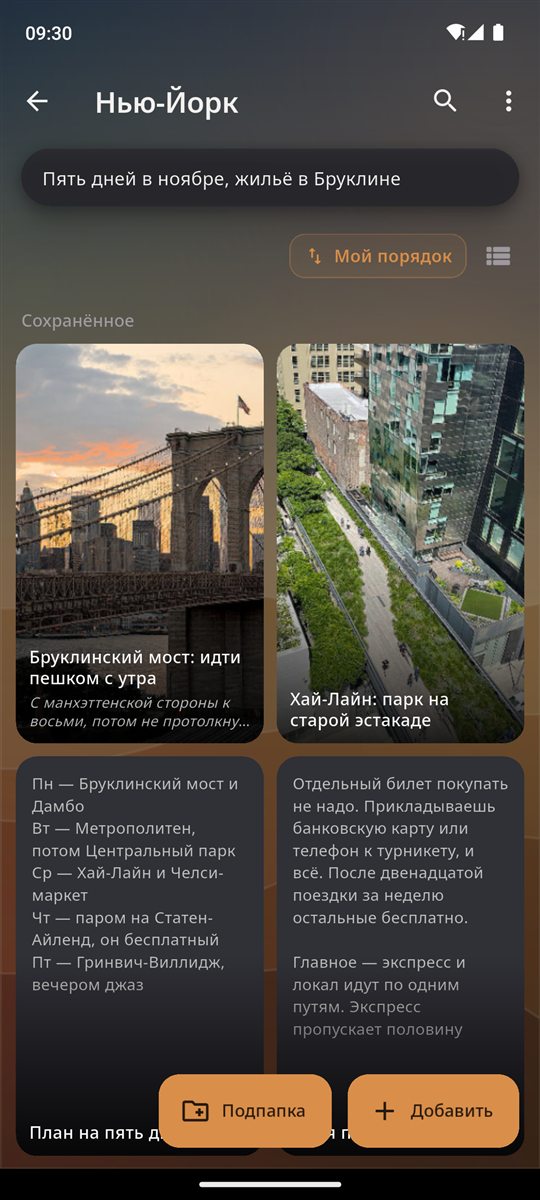 09:30
Нью-Йорк
Пять дней в ноябре, жильё в Бруклине
Мой порядок
Сохранённое
Бруклинский мост: идти
пешком с утра
С манхэттенской стороны к
восьми, потом не протолкну…
Хай-Лайн: парк на
старой эстакаде
Пн — Бруклинский мост и
Дамбо
Вт — Метрополитен,
потом Центральный парк
Ср — Хай-Лайн и Челси-
маркет
Чт — паром на Статен-
Айленд, он бесплатный
Пт — Гринвич-Виллидж,
вечером джаз
План на пять д
Отдельный билет покупать
не надо. Прикладываешь
банковскую карту или
телефон к турникету, и
всё. После двенадцатой
поездки за неделю
остальные бесплатно.
Главное — экспресс и
локал идут по одним
путям. Экспресс
пропускает половину
Подпапка
Добавить